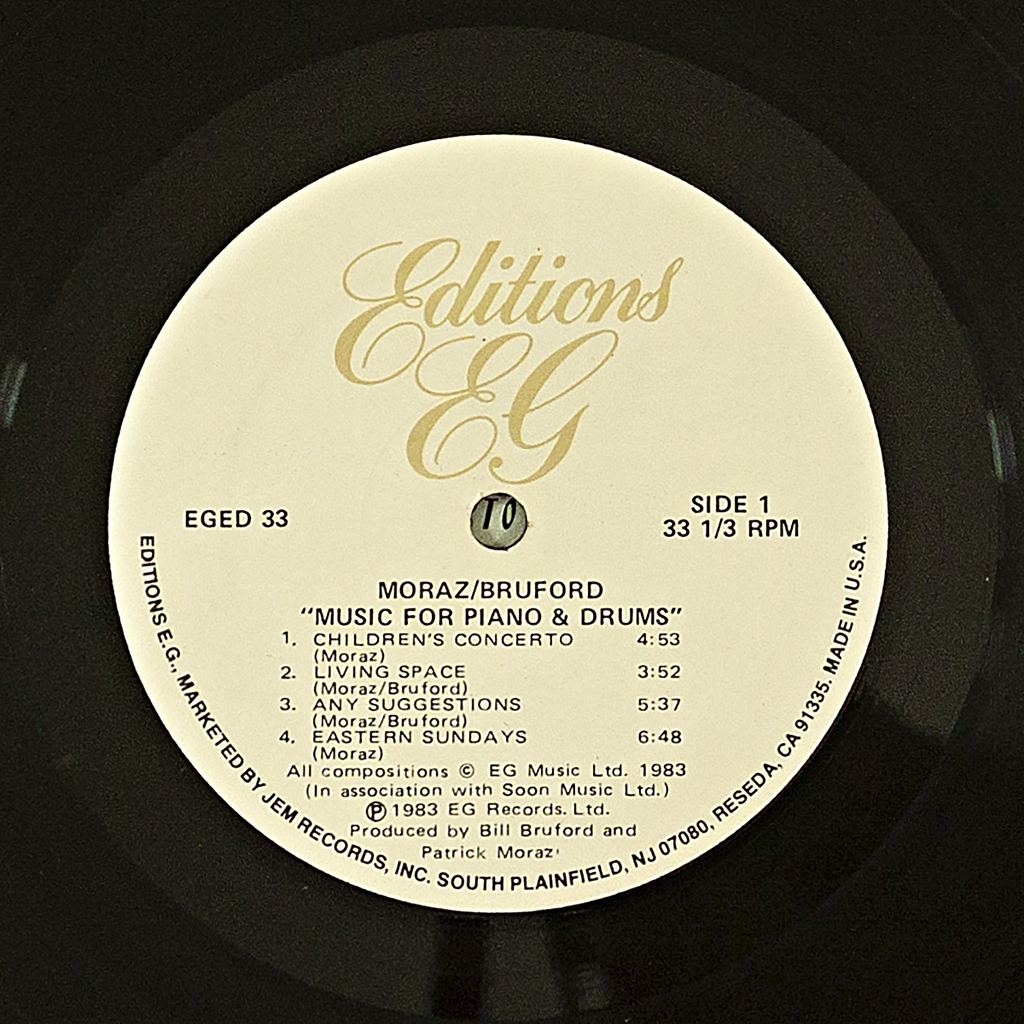 Editions
EG
TO
EGED 33
SIDE 1
33 1/3 RPM
MORAZ/BRUFORD
"MUSIC FOR PIANO & DRUMS"
1. CHILDREN'S CONCERTO 4:53
(Moraz)
2. LIVING SPACE 3:52
(Moraz/Bruford)
3. ANY SUGGESTIONS 5:37
(Moraz/Bruford)
4. EASTERN SUNDAYS 6:48
(Moraz)
All compositions © EG Music Ltd. 1983
(In association with Soon Music Ltd.)
℗ 1983 EG Records. Ltd.
Produced by Bill Bruford and
Patrick Moraz
EDITIONS E.G., MARKETED BY JEM RECORDS, INC. SOUTH PLAINFIELD, NJ 07080, RESEDA, CA 91335. MADE IN U.S.A.